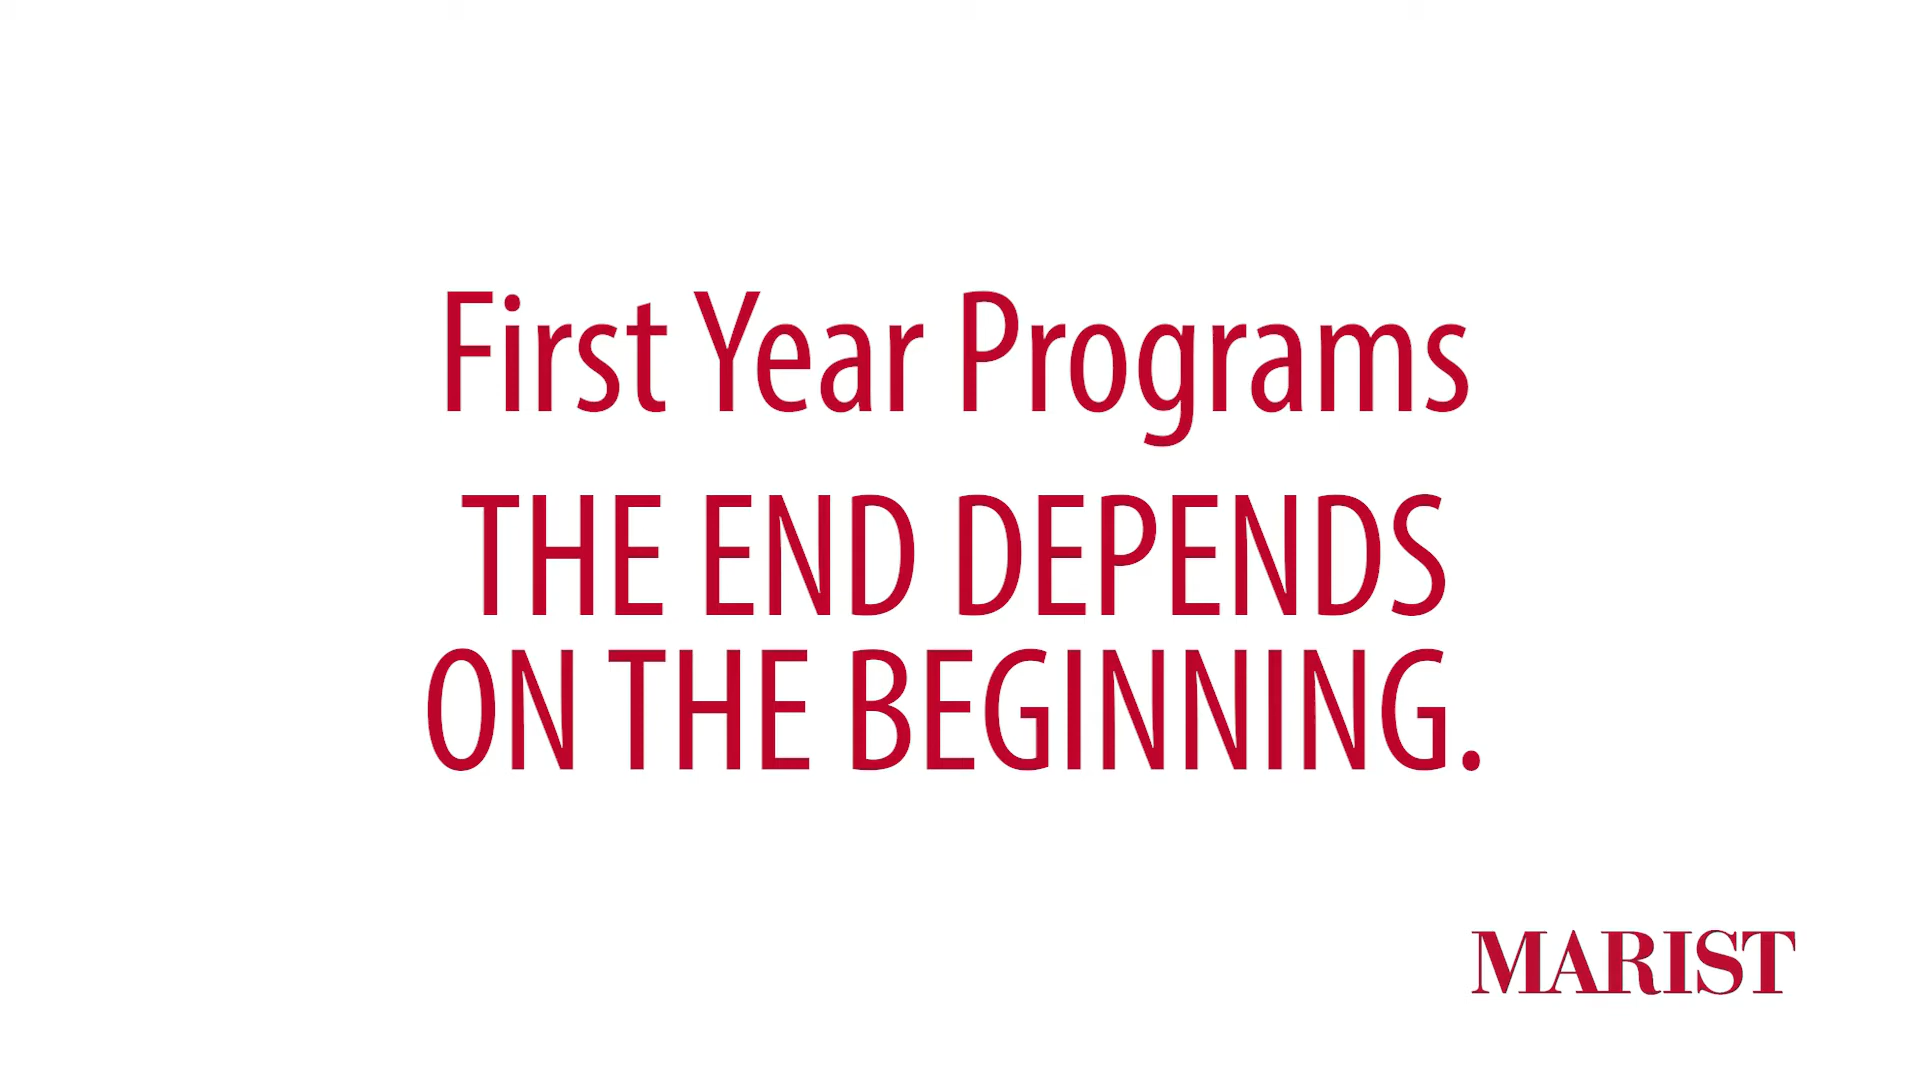 First Year Programs
THE END DEPENDS
ON THE BEGINNING.
MARIST